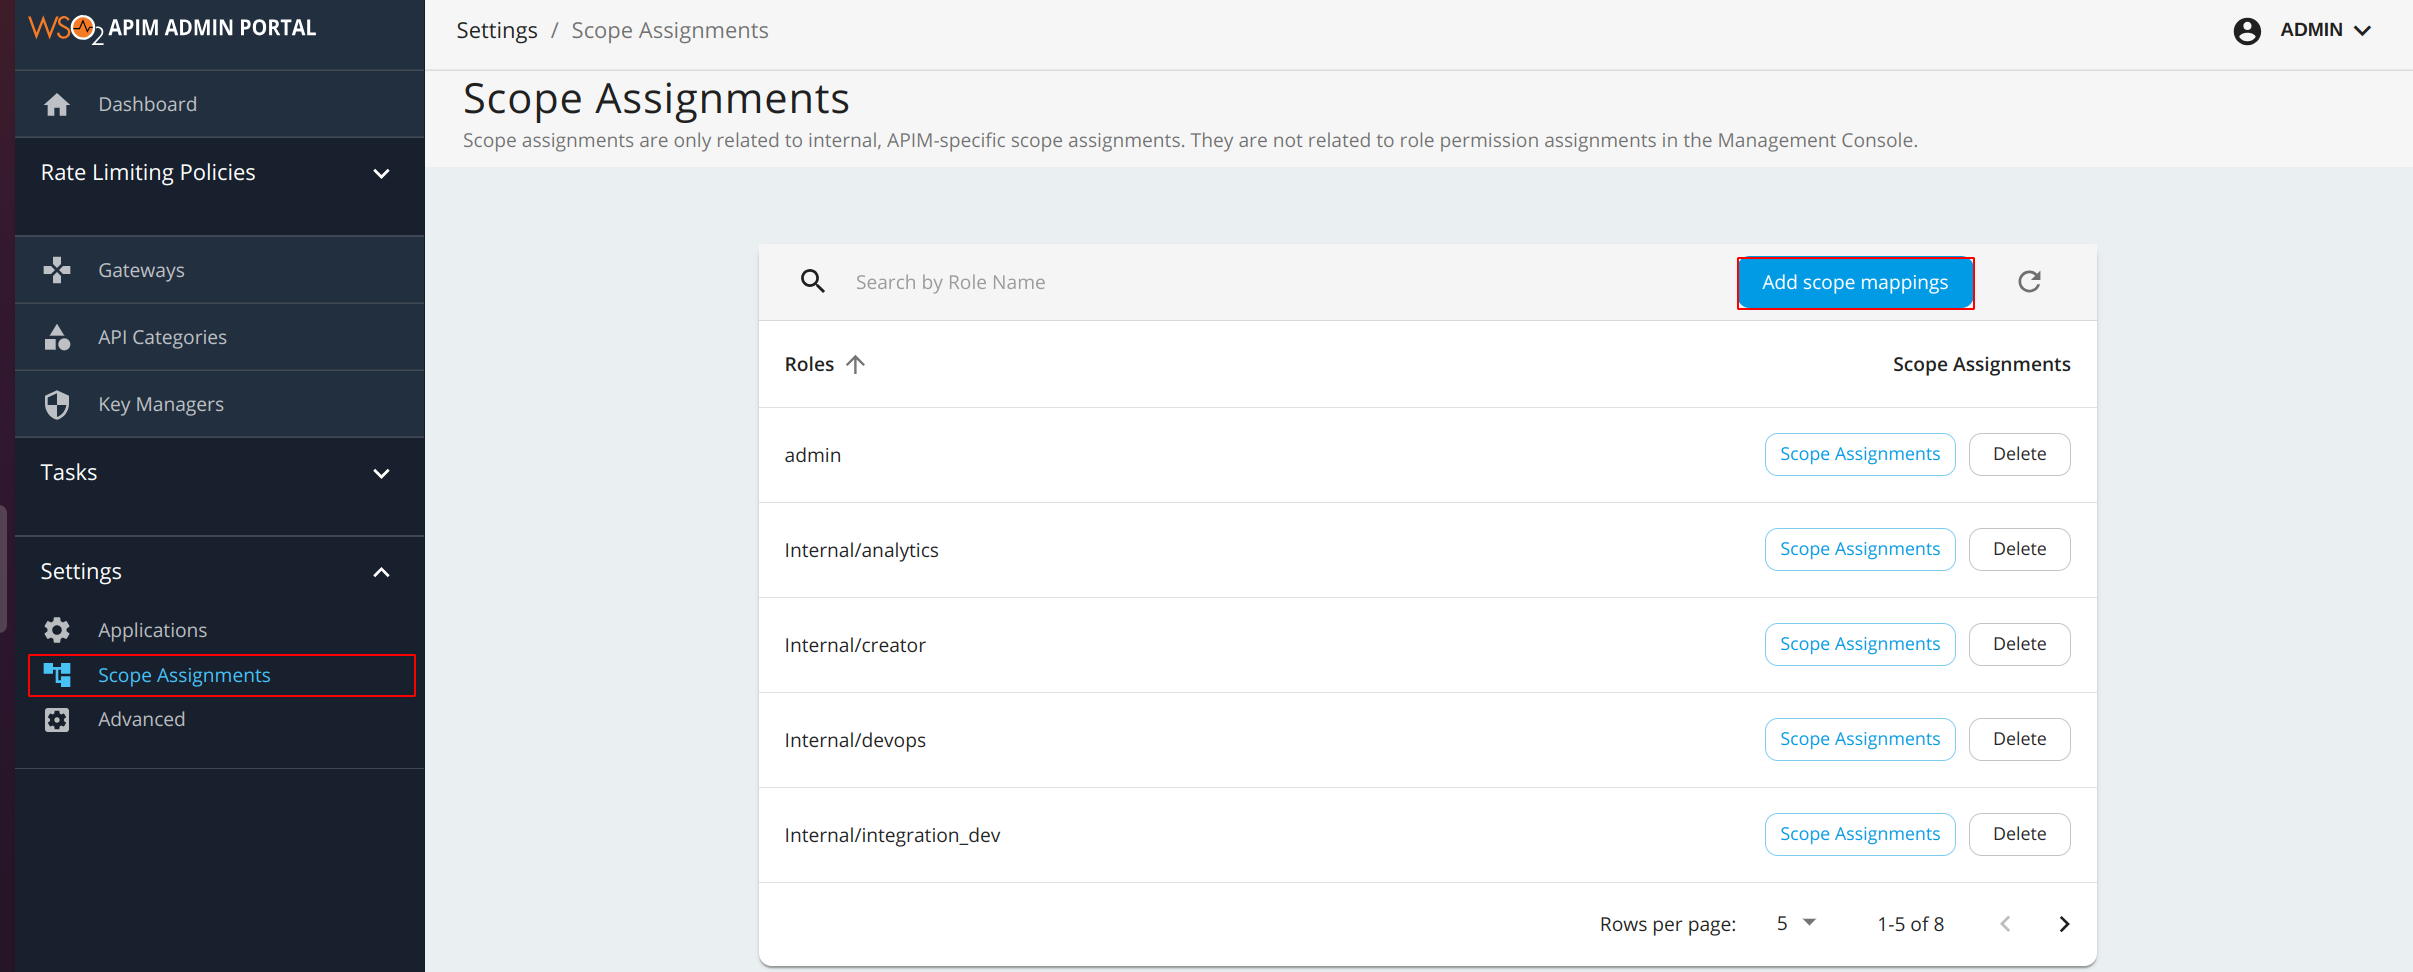 WSO2 APIM ADMIN PORTAL
Settings / Scope Assignments
ADMIN
Dashboard
Rate Limiting Policies
Gateways
API Categories
Key Managers
Tasks
Settings
Applications
Scope Assignments
Advanced
Scope Assignments
Scope assignments are only related to internal, APIM-specific scope assignments. They are not related to role permission assignments in the Management Console.
Search by Role Name
Add scope mappings
Roles Scope Assignments
admin Scope Assignments Delete
Internal/analytics Scope Assignments Delete
Internal/creator Scope Assignments Delete
Internal/devops Scope Assignments Delete
Internal/integration_dev Scope Assignments Delete
Rows per page: 5 1-5 of 8